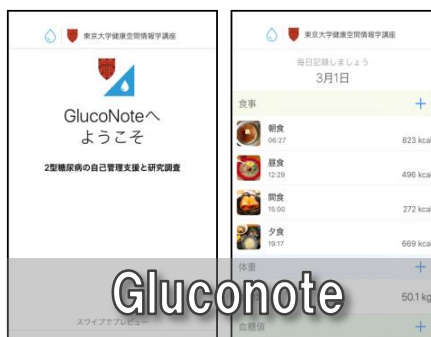 東京大学健康空間情報学講座
GlucoNoteへ
ようこそ
2型糖尿病の自己管理支援と研究調査
スワイプでプレビュー
東京大学健康空間情報学講座
毎日記録しましょう
3月1日
食事
朝食
06:27
823 kcal
昼食
12:29
496 kcal
間食
15:00
272 kcal
夕食
19:17
669 kcal
体重
50.1 kg
血糖値
Gluconote